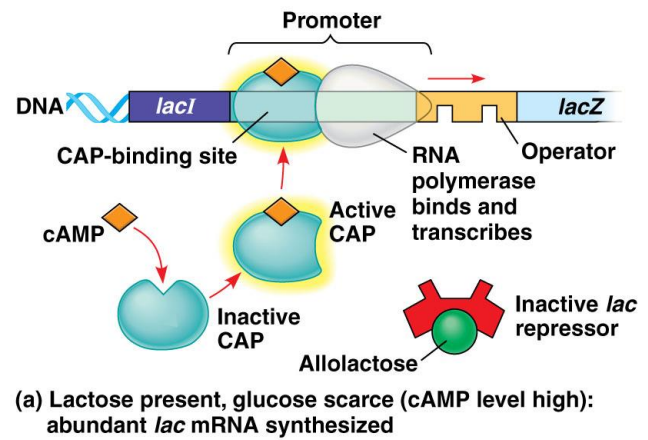 Promoter
DNA
lacI
lacZ
CAP-binding site
RNA
polymerase
binds and
transcribes
Operator
cAMP
Active
CAP
Inactive
CAP
Inactive lac
repressor
Allolactose
(a) Lactose present, glucose scarce (cAMP level high):
abundant lac mRNA synthesized